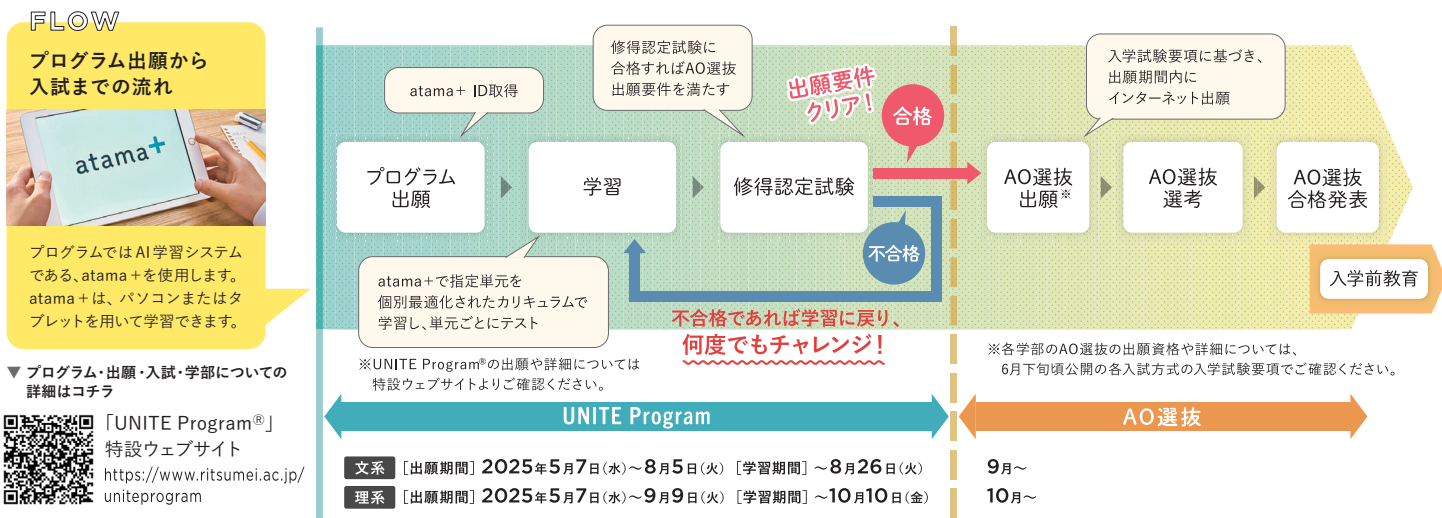 FLOW
プログラム出願から
入試までの流れ
atama+
プログラムではAI学習システム
である、atama+を使用します。
atama+は、パソコンまたはタ
ブレットを用いて学習できます。
▼ プログラム・出願・入試・学部についての
詳細はコチラ
「UNITE Program®」
特設ウェブサイト
https://www.ritsumei.ac.jp/
uniteprogram
atama+ ID取得
修得認定試験に
合格すればAO選抜
出願要件を満たす
出願要件
クリア!
合格
入学試験要項に基づき、
出願期間内に
インターネット出願
プログラム
出願
学習
修得認定試験
AO選抜
出願※
AO選抜
選考
AO選抜
合格発表
不合格
入学前教育
atama+で指定単元を
個別最適化されたカリキュラムで
学習し、単元ごとにテスト
不合格であれば学習に戻り、
何度でもチャレンジ!
※UNITE Program®の出願や詳細については
特設ウェブサイトよりご確認ください。
※各学部のAO選抜の出願資格や詳細については、
6月下旬頃公開の各入試方式の入学試験要項でご確認ください。
UNITE Program
AO選抜
文系 [出願期間] 2025年5月7日(水)〜8月5日(火) [学習期間] 〜8月26日(火) 9月〜
理系 [出願期間] 2025年5月7日(水)〜9月9日(火) [学習期間] 〜10月10日(金) 10月〜